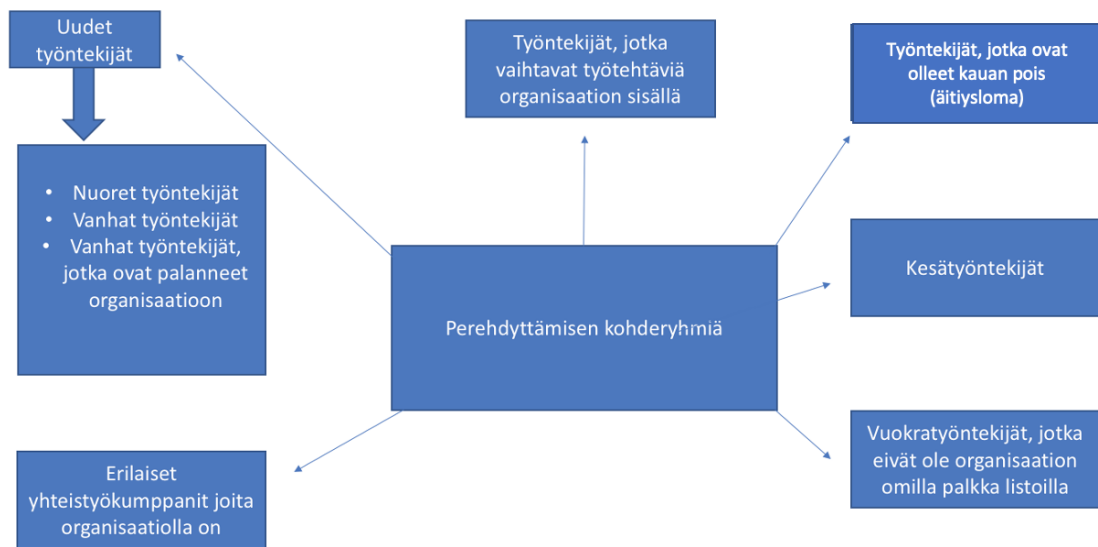 Uudet
työntekijät
• Nuoret työntekijät
• Vanhat työntekijät
• Vanhat työntekijät,
jotka ovat palanneet
organisaatioon
Työntekijät, jotka
vaihtavat työtehtäviä
organisaation sisällä
Työntekijät, jotka ovat
olleet kauan pois
(äitiysloma)
Perehdyttämisen kohderyhmiä
Kesätyöntekijät
Erilaiset
yhteistyökumppanit joita
organisaatiolla on
Vuokratyöntekijät, jotka
eivät ole organisaation
omilla palkka listoilla